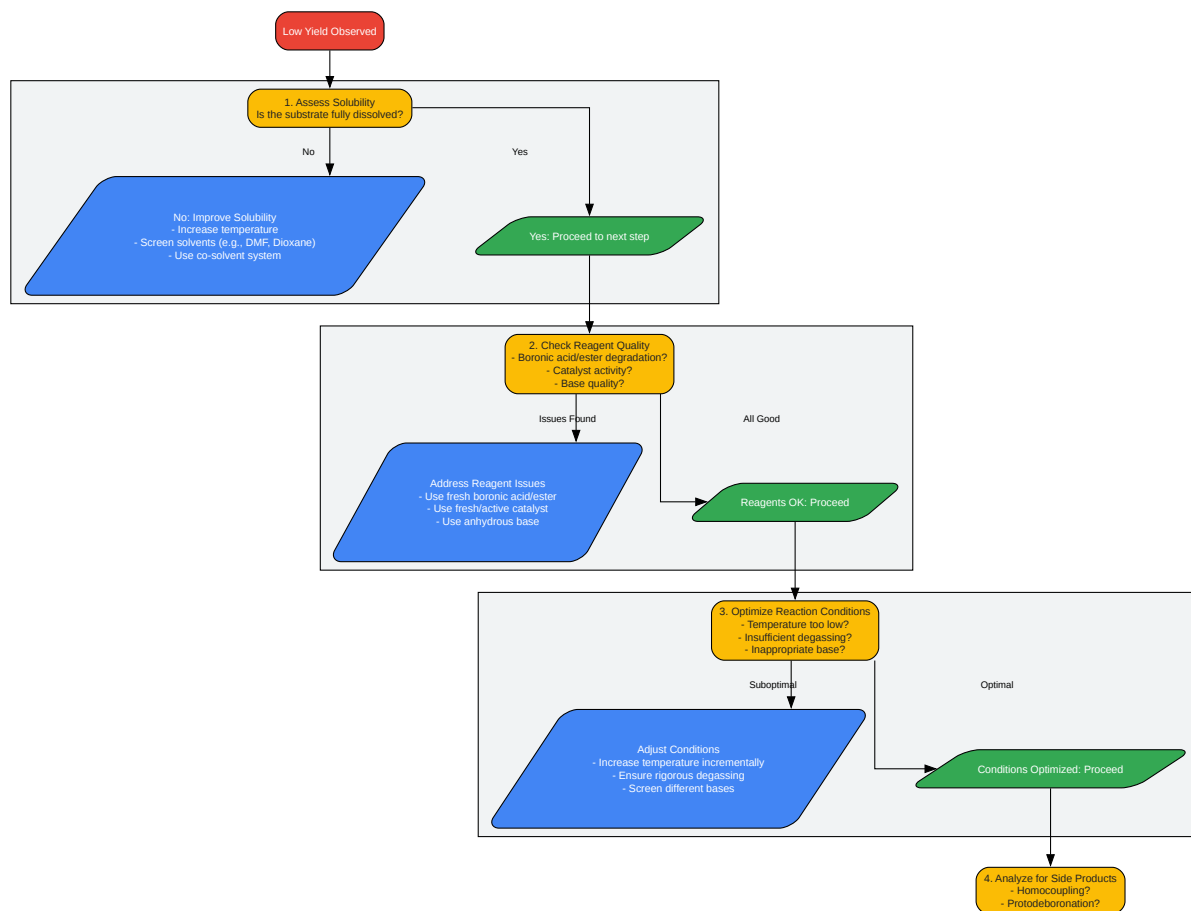 Low Yield Observed
1. Assess Solubility
Is the substrate fully dissolved?
No
Yes
No: Improve Solubility
- Increase temperature
- Screen solvents (e.g., DMF, Dioxane)
- Use co-solvent system
Yes: Proceed to next step
2. Check Reagent Quality
- Boronic acid/ester degradation?
- Catalyst activity?
- Base quality?
Issues Found
All Good
Address Reagent Issues
- Use fresh boronic acid/ester
- Use fresh/active catalyst
- Use anhydrous base
Reagents OK: Proceed
3. Optimize Reaction Conditions
- Temperature too low?
- Insufficient degassing?
- Inappropriate base?
Suboptimal
Optimal
Adjust Conditions
- Increase temperature incrementally
- Ensure rigorous degassing
- Screen different bases
Conditions Optimized: Proceed
4. Analyze for Side Products
- Homocoupling?
- Protodeboronation?